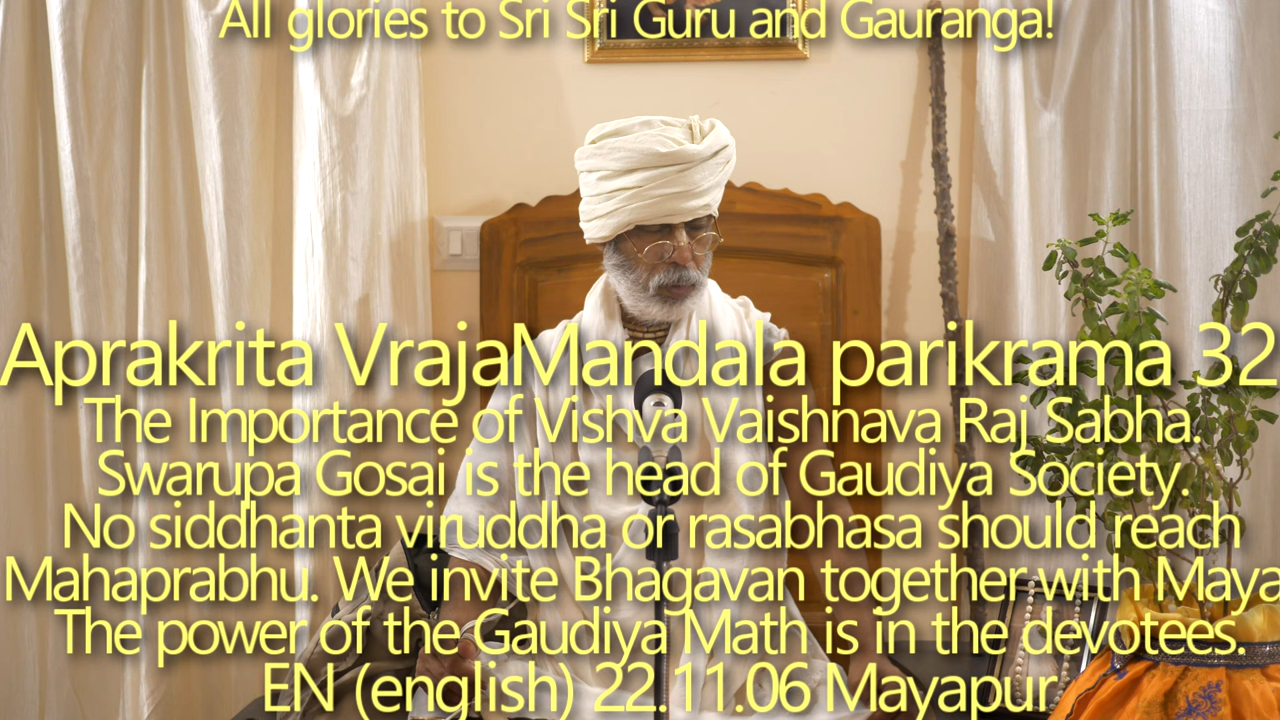 All glories to Sri Sri Guru and Gauranga!
Aprakrita VrajaMandala parikrama 32
The Importance of Vishva Vaishnava Raj Sabha.
Swarupa Gosai is the head of Gaudiya Society.
No siddhanta viruddha or rasabhasa should reach
Mahaprabhu. We invite Bhagavan together with Maya
The power of the Gaudiya Math is in the devotees.
EN (english) 22.11.06 Mayapur